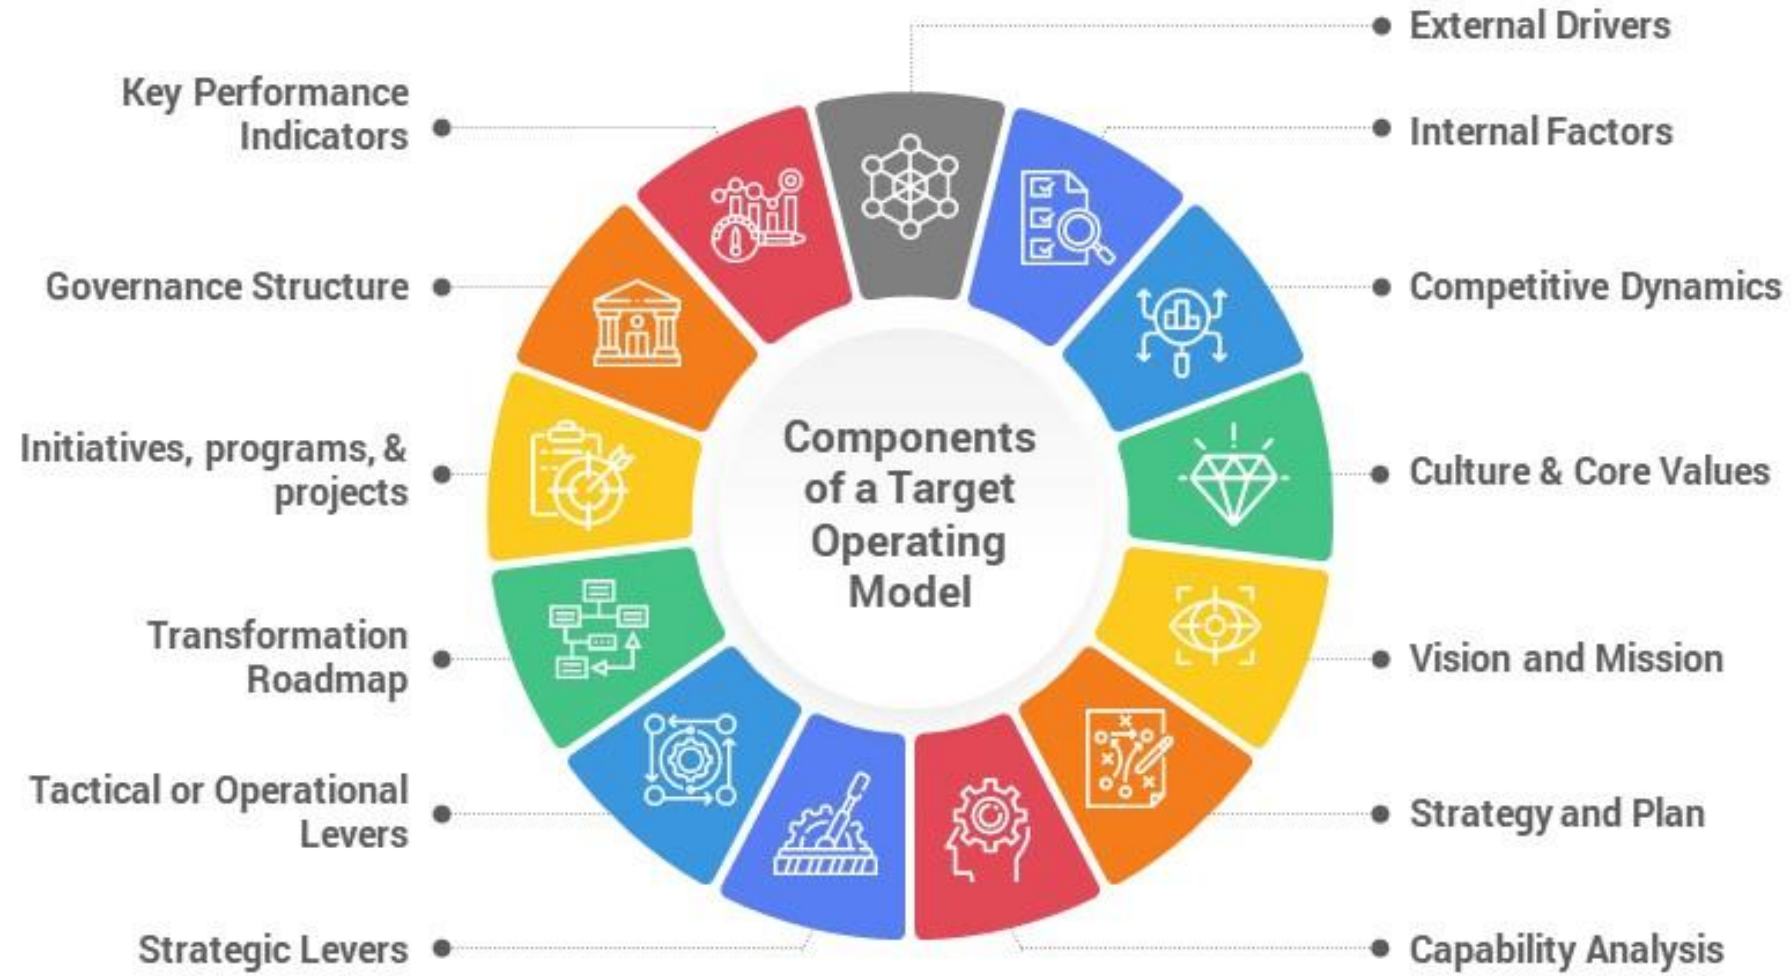 External Drivers
Internal Factors
Competitive Dynamics
Culture & Core Values
Vision and Mission
Strategy and Plan
Capability Analysis
Strategic Levers
Tactical or Operational
Levers
Transformation
Roadmap
Initiatives, programs, &
projects
Governance Structure
Key Performance
Indicators
Components
of a Target
Operating
Model